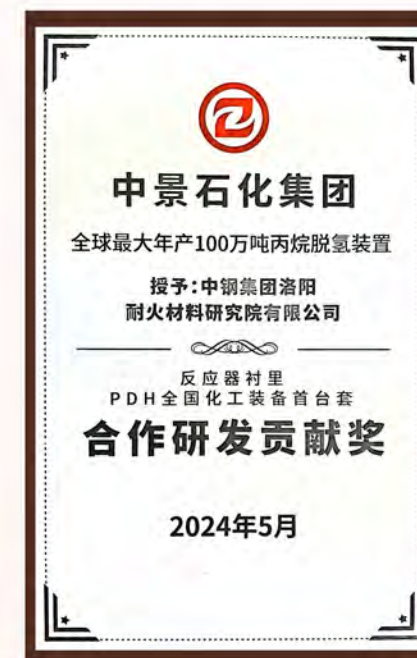 中景石化集团
全球最大年产100万吨丙烷脱氢装置
授予:中钢集团洛阳
耐火材料研究院有限公司
反应器衬里
PDH全国化工装备首台套
合作研发贡献奖
2024年5月